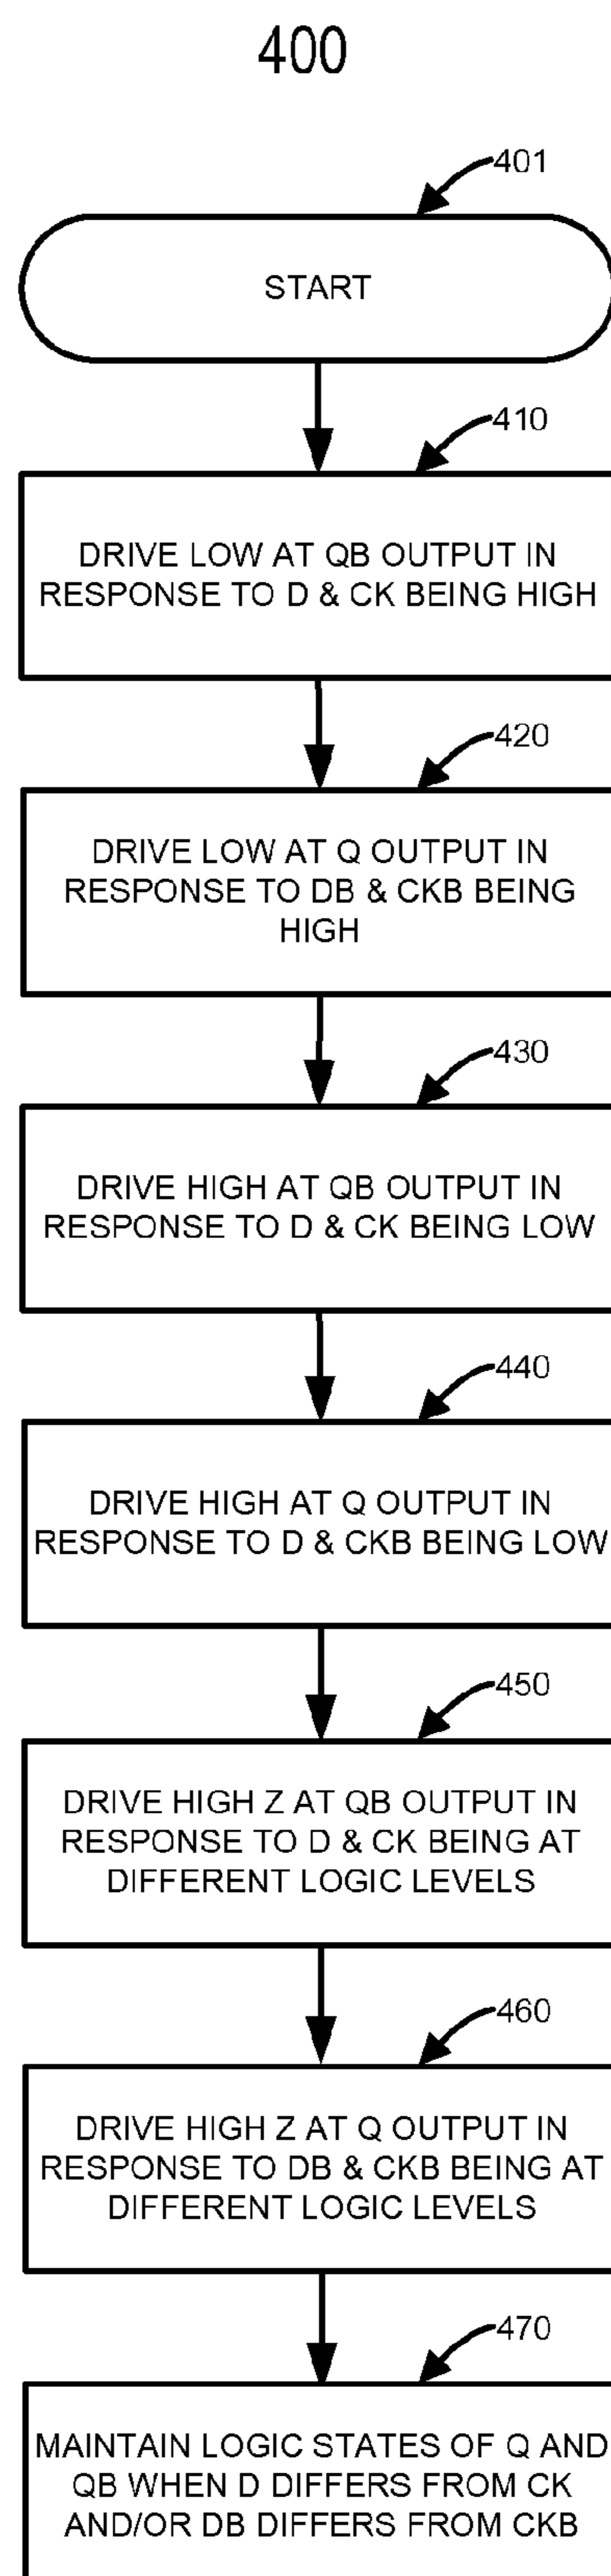 400
401
START
410
DRIVE LOW AT QB OUTPUT IN
RESPONSE TO D & CK BEING HIGH
420
DRIVE LOW AT Q OUTPUT IN
RESPONSE TO DB & CKB BEING
HIGH
430
DRIVE HIGH AT QB OUTPUT IN
RESPONSE TO D & CK BEING LOW
440
DRIVE HIGH AT Q OUTPUT IN
RESPONSE TO D & CKB BEING LOW
450
DRIVE HIGH Z AT QB OUTPUT IN
RESPONSE TO D & CK BEING AT
DIFFERENT LOGIC LEVELS
460
DRIVE HIGH Z AT Q OUTPUT IN
RESPONSE TO DB & CKB BEING AT
DIFFERENT LOGIC LEVELS
470
MAINTAIN LOGIC STATES OF Q AND
QB WHEN D DIFFERS FROM CK
AND/OR DB DIFFERS FROM CKB